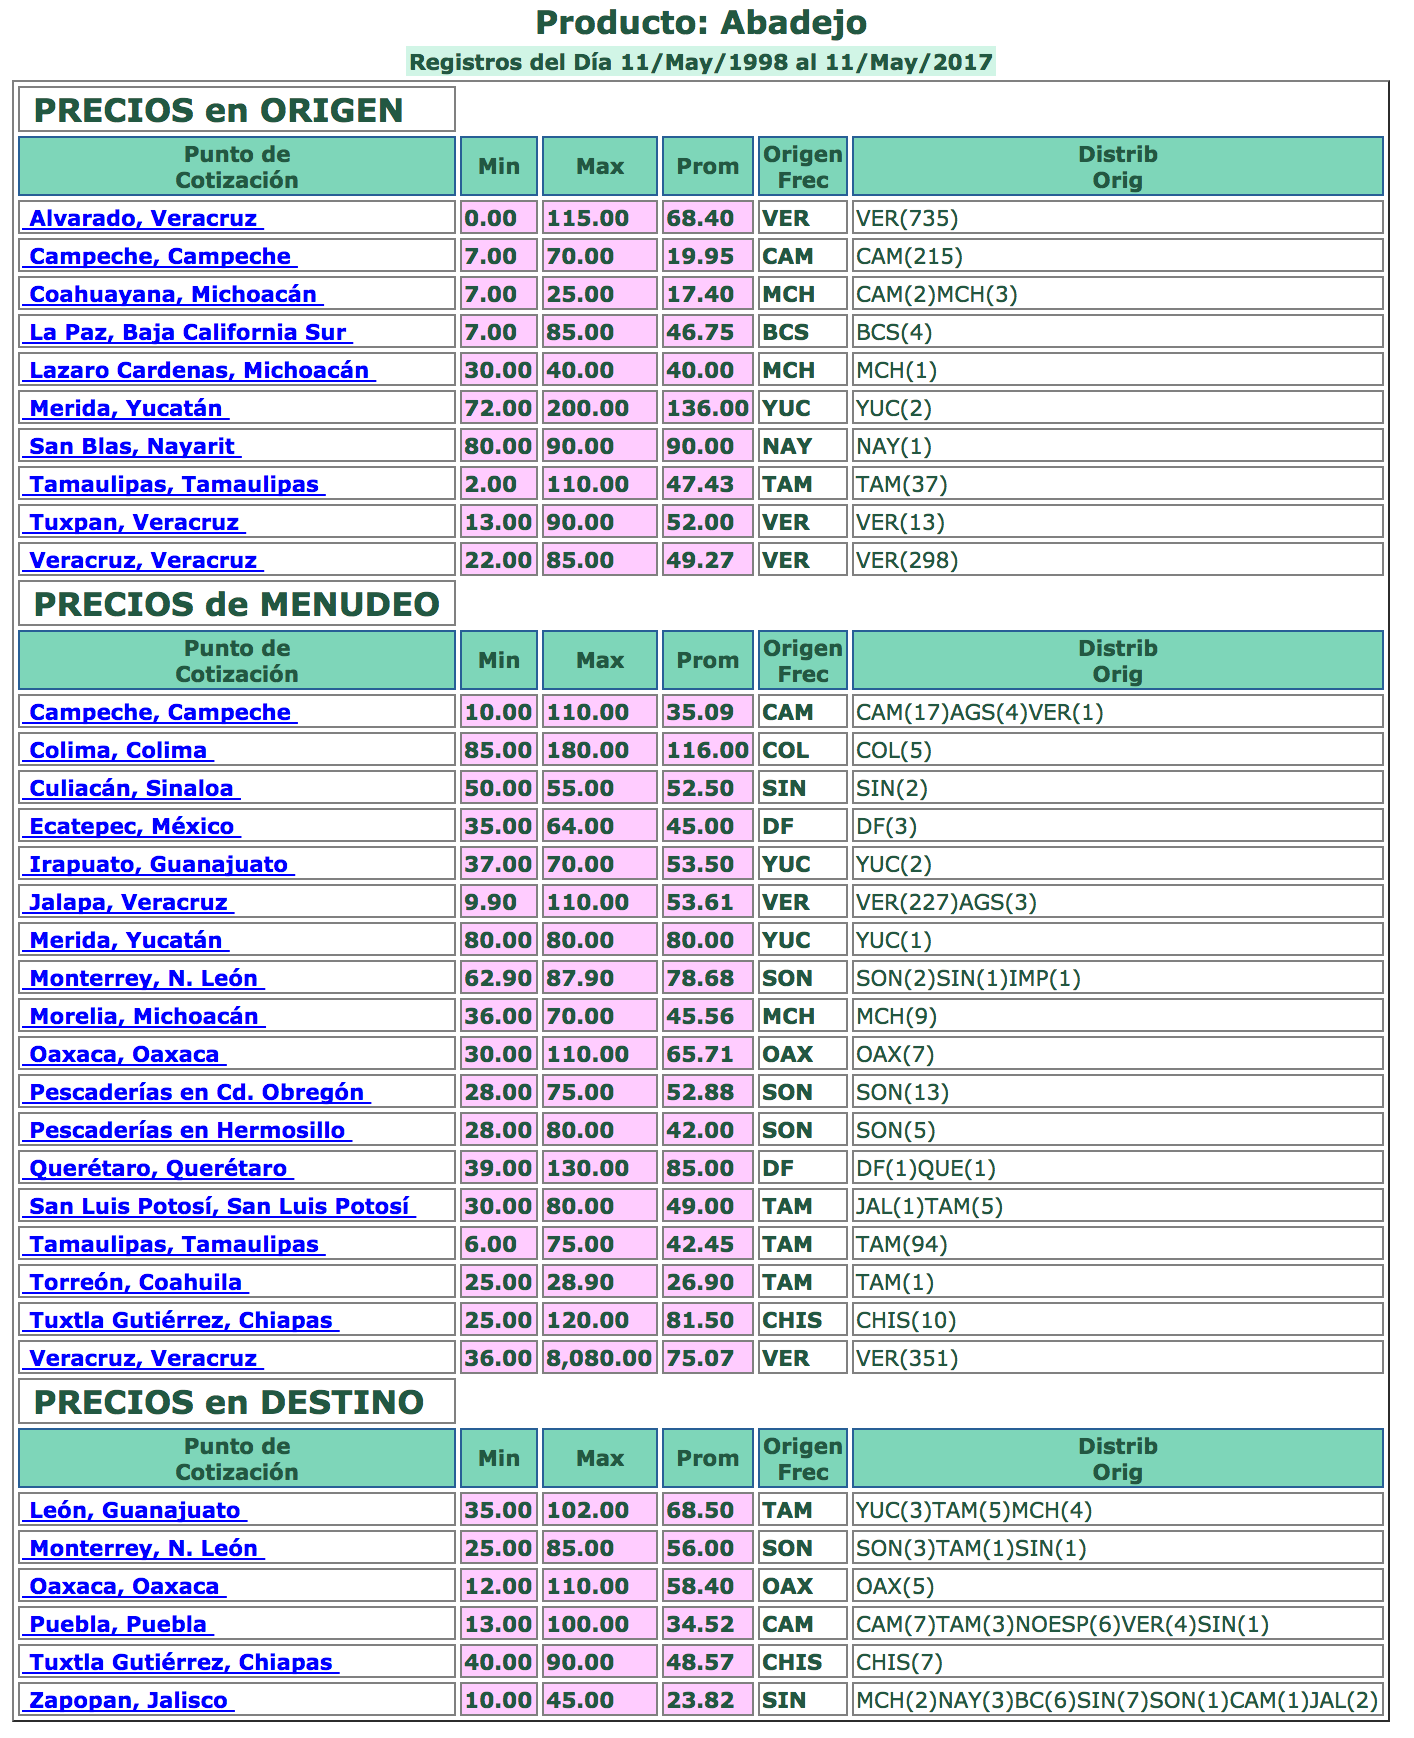 Producto: Abadejo
Registros del Día 11/May/1998 al 11/May/2017
PRECIOS en ORIGEN
Punto de Cotización Min Max Prom Origen Frec Distrib Orig
Alvarado, Veracruz 0.00 115.00 68.40 VER VER(735)
Campeche, Campeche 7.00 70.00 19.95 CAM CAM(215)
Coahuayana, Michoacán 7.00 25.00 17.40 MCH CAM(2)MCH(3)
La Paz, Baja California Sur 7.00 85.00 46.75 BCS BCS(4)
Lazaro Cardenas, Michoacán 30.00 40.00 40.00 MCH MCH(1)
Merida, Yucatán 72.00 200.00 136.00 YUC YUC(2)
San Blas, Nayarit 80.00 90.00 90.00 NAY NAY(1)
Tamaulipas, Tamaulipas 2.00 110.00 47.43 TAM TAM(37)
Tuxpan, Veracruz 13.00 90.00 52.00 VER VER(13)
Veracruz, Veracruz 22.00 85.00 49.27 VER VER(298)
PRECIOS de MENUDEO
Punto de Cotización Min Max Prom Origen Frec Distrib Orig
Campeche, Campeche 10.00 110.00 35.09 CAM CAM(17)AGS(4)VER(1)
Colima, Colima 85.00 180.00 116.00 COL COL(5)
Culiacán, Sinaloa 50.00 55.00 52.50 SIN SIN(2)
Ecatepec, México 35.00 64.00 45.00 DF DF(3)
Irapuato, Guanajuato 37.00 70.00 53.50 YUC YUC(2)
Jalapa, Veracruz 9.90 110.00 53.61 VER VER(227)AGS(3)
Merida, Yucatán 80.00 80.00 80.00 YUC YUC(1)
Monterrey, N. León 62.90 87.90 78.68 SON SON(2)SIN(1)IMP(1)
Morelia, Michoacán 36.00 70.00 45.56 MCH MCH(9)
Oaxaca, Oaxaca 30.00 110.00 65.71 OAX OAX(7)
Pescaderías en Cd. Obregón 28.00 75.00 52.88 SON SON(13)
Pescaderías en Hermosillo 28.00 80.00 42.00 SON SON(5)
Querétaro, Querétaro 39.00 130.00 85.00 DF DF(1)QUE(1)
San Luis Potosí, San Luis Potosí 30.00 80.00 49.00 TAM JAL(1)TAM(5)
Tamaulipas, Tamaulipas 6.00 75.00 42.45 TAM TAM(94)
Torreón, Coahuila 25.00 28.90 26.90 TAM TAM(1)
Tuxtla Gutiérrez, Chiapas 25.00 120.00 81.50 CHIS CHIS(10)
Veracruz, Veracruz 36.00 8,080.00 75.07 VER VER(351)
PRECIOS en DESTINO
Punto de Cotización Min Max Prom Origen Frec Distrib Orig
León, Guanajuato 35.00 102.00 68.50 TAM YUC(3)TAM(5)MCH(4)
Monterrey, N. León 25.00 85.00 56.00 SON SON(3)TAM(1)SIN(1)
Oaxaca, Oaxaca 12.00 110.00 58.40 OAX OAX(5)
Puebla, Puebla 13.00 100.00 34.52 CAM CAM(7)TAM(3)NOESP(6)VER(4)SIN(1)
Tuxtla Gutiérrez, Chiapas 40.00 90.00 48.57 CHIS CHIS(7)
Zapopan, Jalisco 10.00 45.00 23.82 SIN MCH(2)NAY(3)BC(6)SIN(7)SON(1)CAM(1)JAL(2)